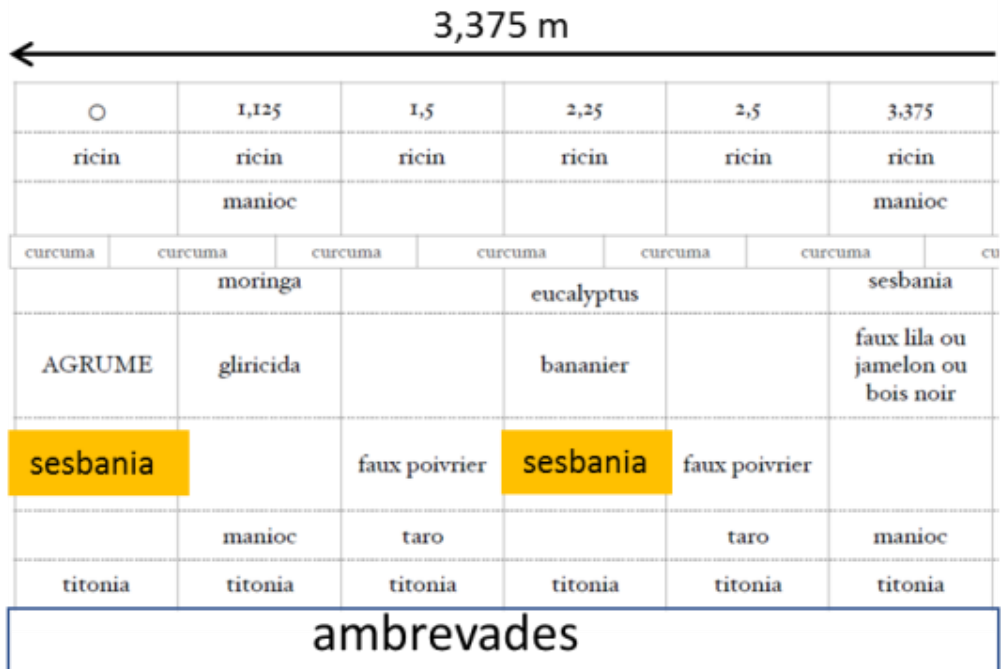 3,375 m
O 1,125 1,5 2,25 2,5 3,375
ricin ricin ricin ricin ricin ricin
manioc manioc
curcuma curcuma curcuma curcuma curcuma curcuma cu
moringa eucalyptus sesbania
AGRUME gliricida bananier faux lila ou
jamelon ou
bois noir
sesbania faux poivrier sesbania faux poivrier
manioc taro taro manioc
titonia titonia titonia titonia titonia titonia
ambrevades